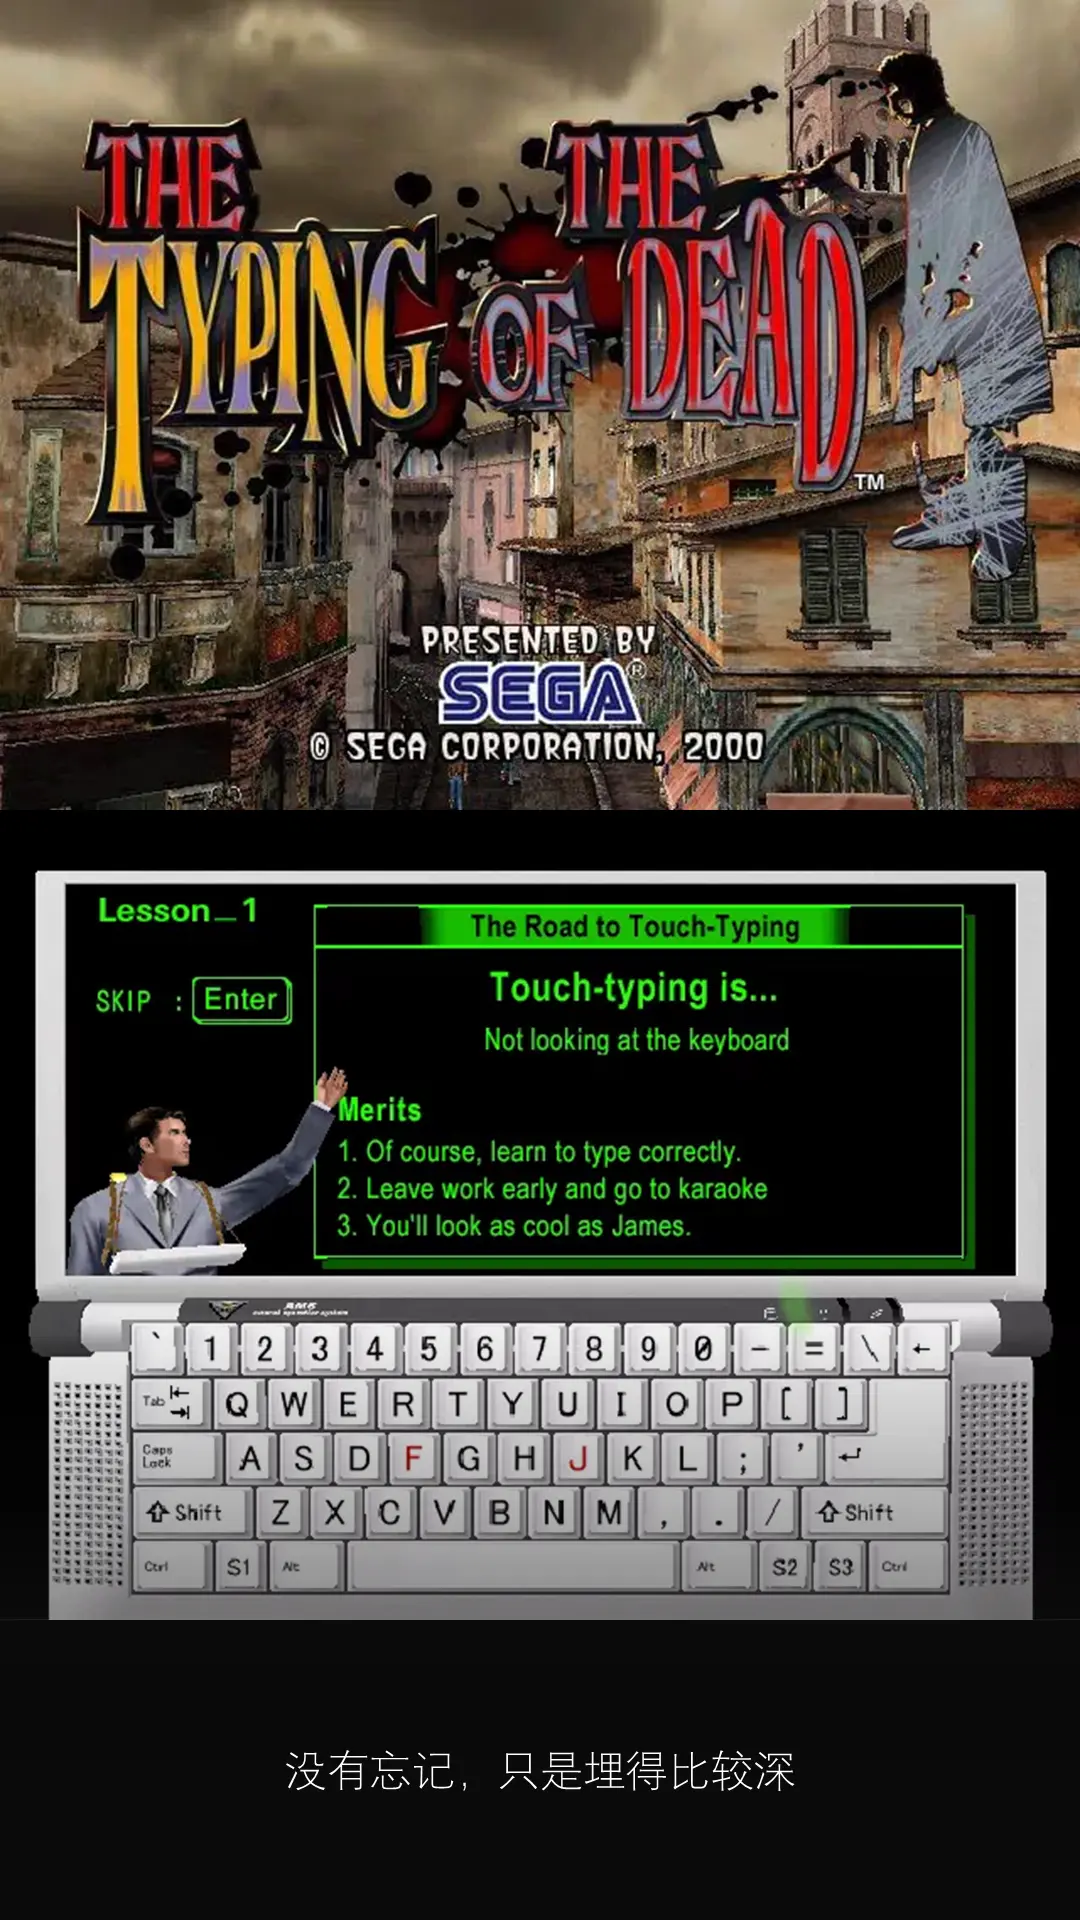 THE TYPING OF THE DEAD
TM
PRESENTED BY
SEGA®
© SEGA CORPORATION, 2000
Lesson_1
SKIP : Enter
The Road to Touch-Typing
Touch-typing is...
Not looking at the keyboard
Merits
1. Of course, learn to type correctly.
2. Leave work early and go to karaoke
3. You'll look as cool as James.
AMS
` 1 2 3 4 5 6 7 8 9 0 - = \ ←
Tab Q W E R T Y U I O P [ ]
Caps Lock A S D F G H J K L ; '
Shift Z X C V B N M , . / Shift
Ctrl S1 Alt Alt S2 S3 Ctrl
没有忘记，只是埋得比较深